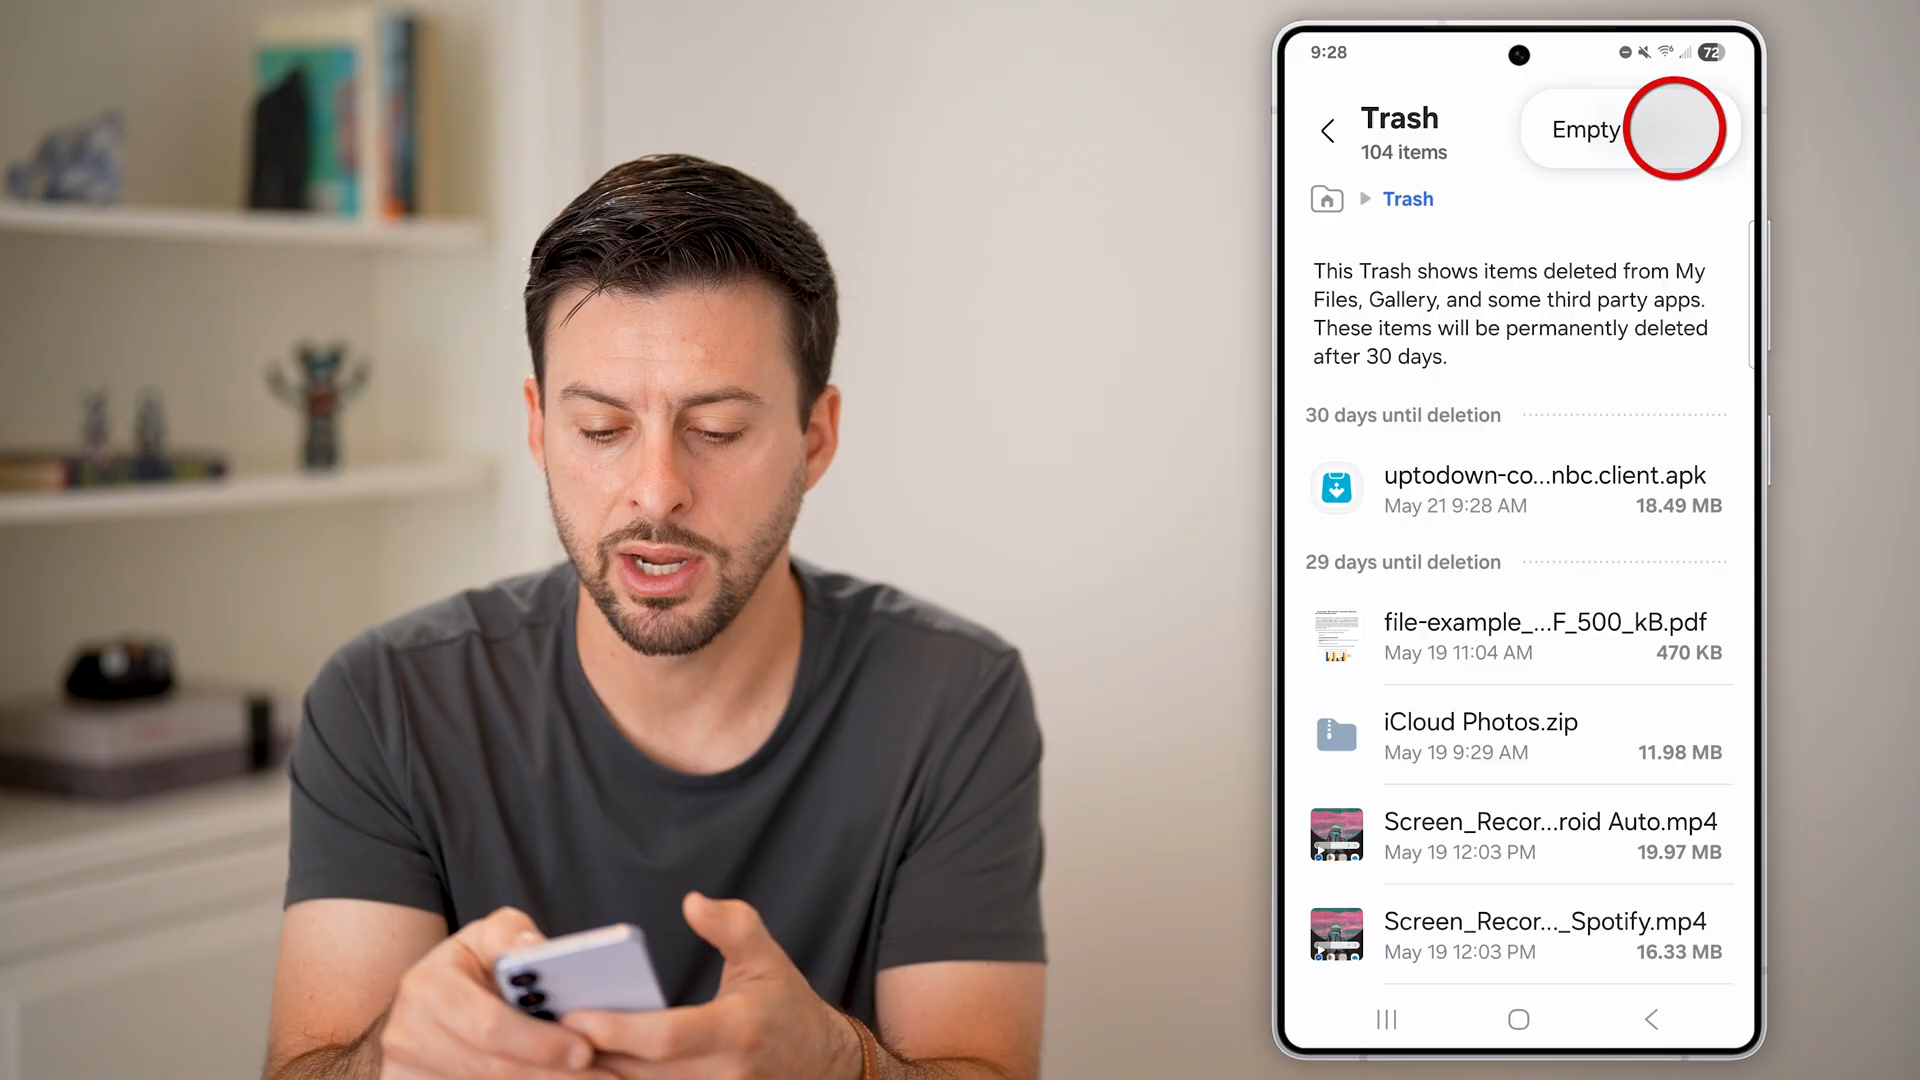 9:28
72
Trash
Empty
104 items
Trash
This Trash shows items deleted from My
Files, Gallery, and some third party apps.
These items will be permanently deleted
after 30 days.
30 days until deletion
uptodown-co...nbc.client.apk
May 21 9:28 AM 18.49 MB
29 days until deletion
file-example_...F_500_kB.pdf
May 19 11:04 AM 470 KB
iCloud Photos.zip
May 19 9:29 AM 11.98 MB
Screen_Recor...roid Auto.mp4
May 19 12:03 PM 19.97 MB
Screen_Recor..._Spotify.mp4
May 19 12:03 PM 16.33 MB